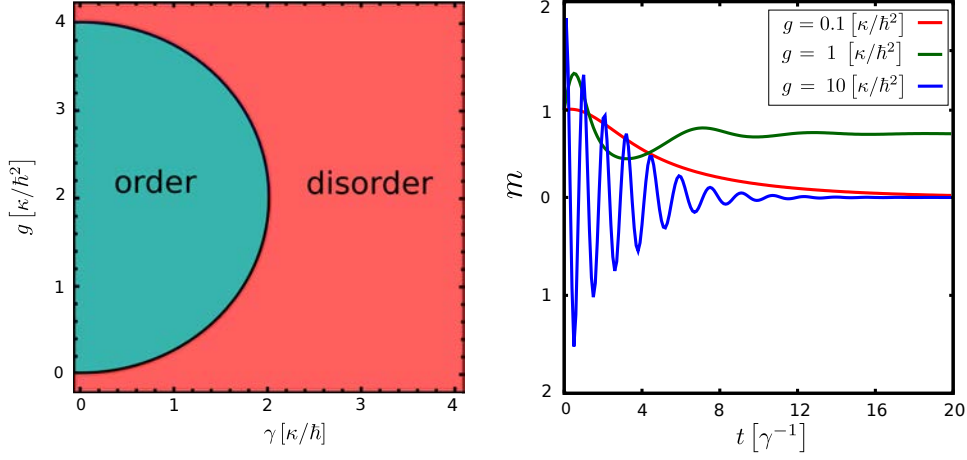 4
3
2
1
0
g [κ/ħ²]
order
disorder
0 1 2 3 4
γ [κ/ħ]
2
1
0
1
2
m
g = 0.1 [κ/ħ²]
g = 1 [κ/ħ²]
g = 10 [κ/ħ²]
0 4 8 12 16 20
t [γ⁻¹]